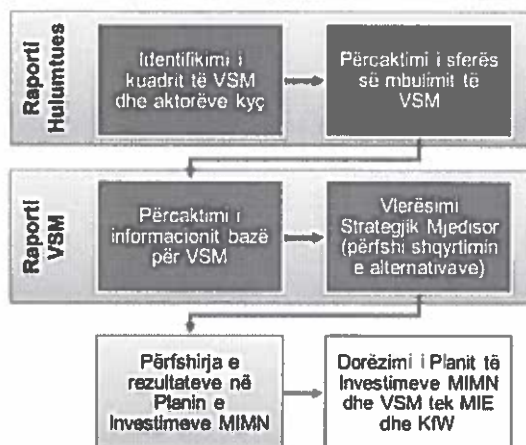 Raporti
Hulumtues
Identifikimi i
kuadrit të VSM
dhe aktorëve kyç
Përcaktimi i sferës
së mbulimit të
VSM
Raporti
VSM
Përcaktimi i
informacionit bazë
për VSM
Vlerësimi
Strategjik Mjedisor
(përfshi shqyrtimin
e alternativave)
Përfshirja e
rezultateve në
Planin e
Investimeve MIMN
Dorëzimi i Planit të
Investimeve MIMN
dhe VSM tek MIE
dhe KfW